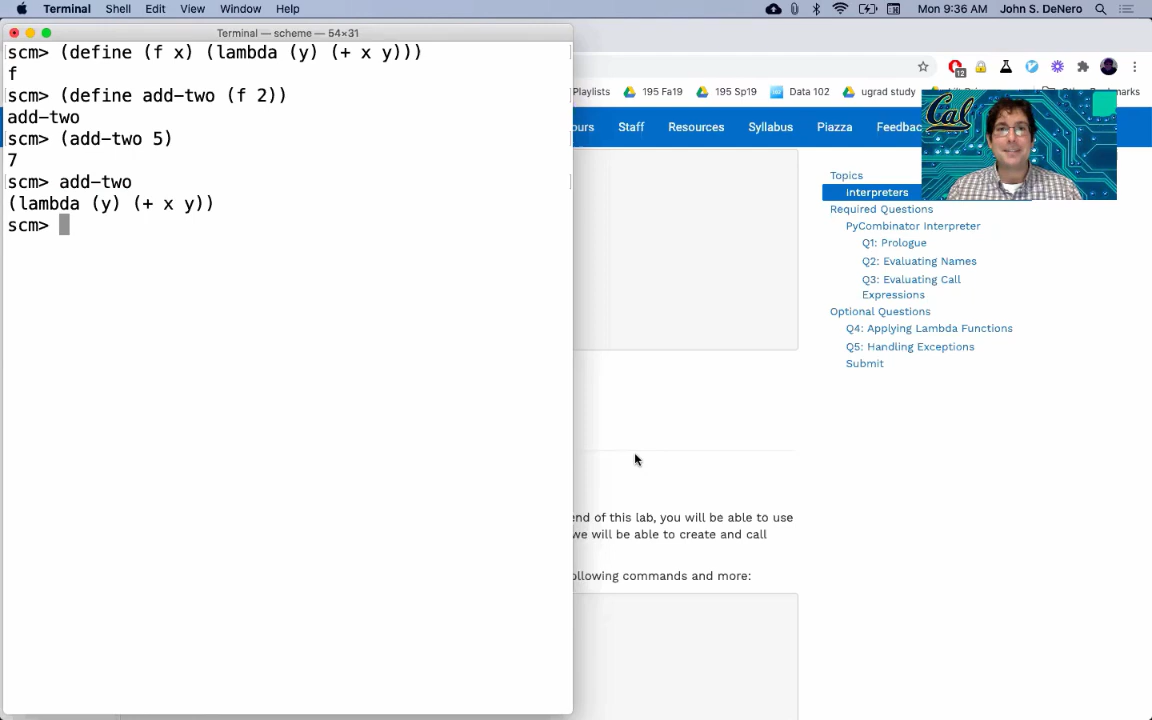 Terminal Shell Edit View Window Help Mon 9:36 AM John S. DeNero
Terminal — scheme — 54×31
scm> (define (f x) (lambda (y) (+ x y)))
f
scm> (define add-two (f 2))
add-two
scm> (add-two 5)
7
scm> add-two
(lambda (y) (+ x y))
scm>
12
Playlists 195 Fa19 195 Sp19 Data 102 ugrad study
ours Staff Resources Syllabus Piazza Feedbac
Cal
Topics
Interpreters
Required Questions
PyCombinator Interpreter
Q1: Prologue
Q2: Evaluating Names
Q3: Evaluating Call
Expressions
Optional Questions
Q4: Applying Lambda Functions
Q5: Handling Exceptions
Submit
end of this lab, you will be able to use
we will be able to create and call
ollowing commands and more: